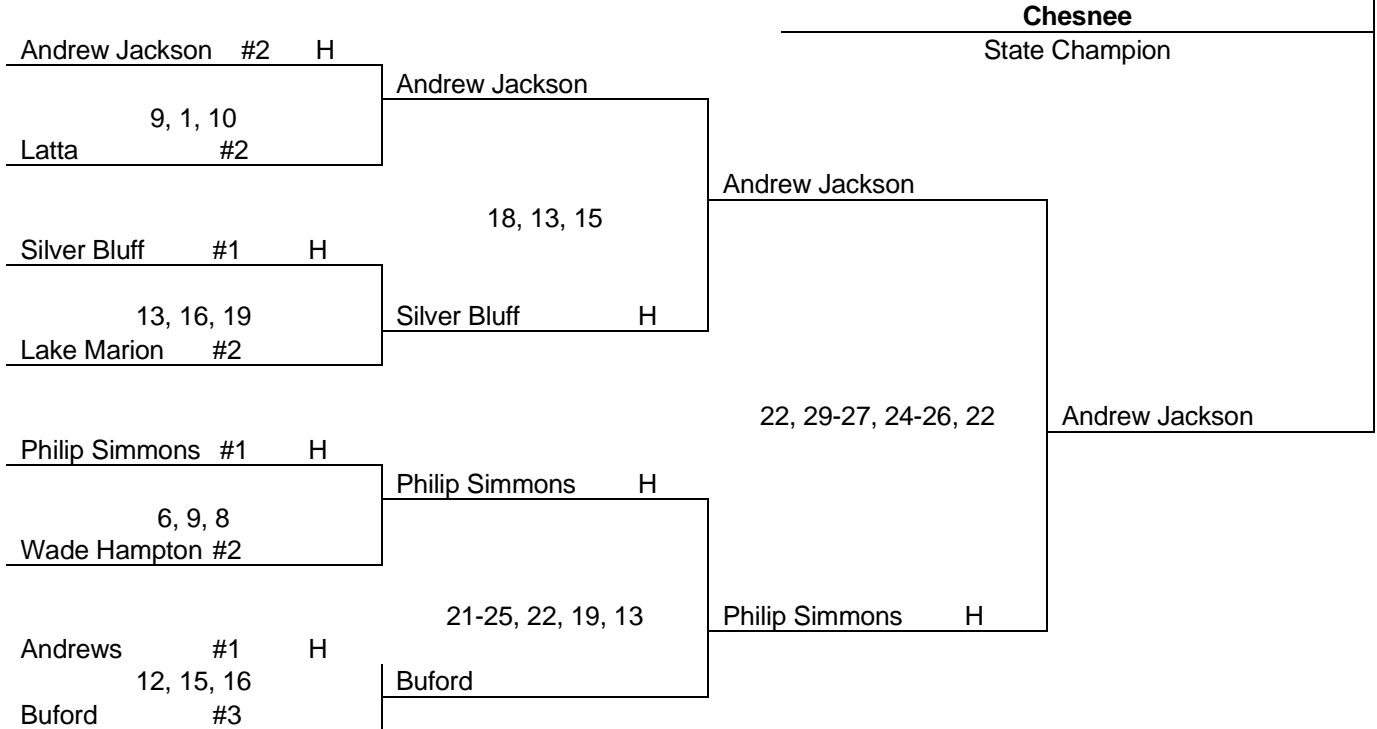 Chesnee
State Champion
Andrew Jackson #2 H
Andrew Jackson
9, 1, 10
Latta #2
Andrew Jackson
18, 13, 15
Silver Bluff #1 H
13, 16, 19
Silver Bluff H
Lake Marion #2
22, 29-27, 24-26, 22
Andrew Jackson
Philip Simmons #1 H
Philip Simmons H
6, 9, 8
Wade Hampton #2
21-25, 22, 19, 13
Philip Simmons H
Andrews #1 H
12, 15, 16
Buford
Buford #3